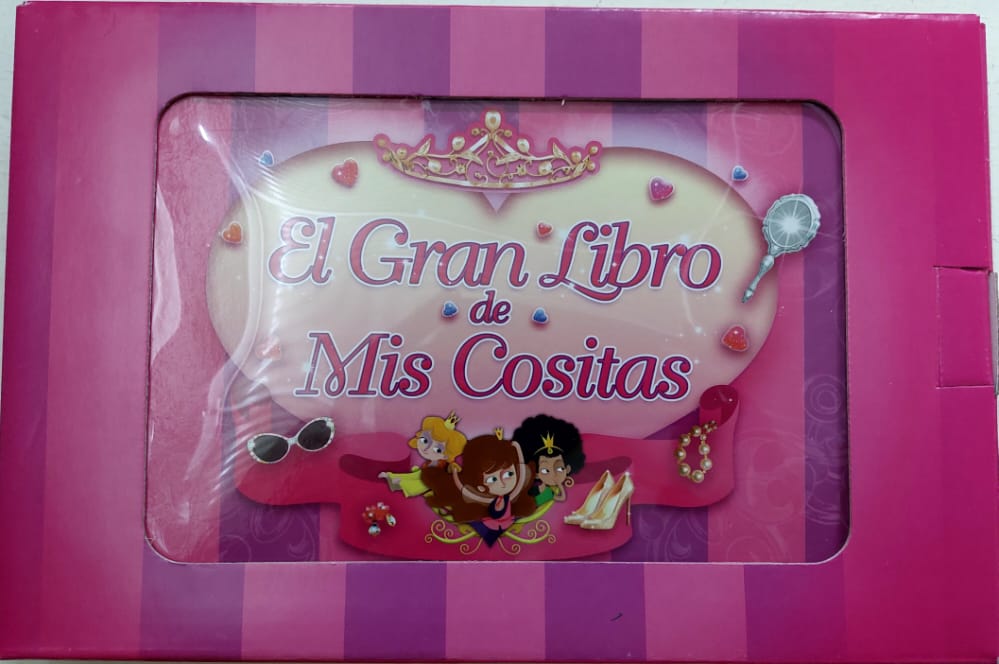 El Gran Libro
de
Mis Cositas